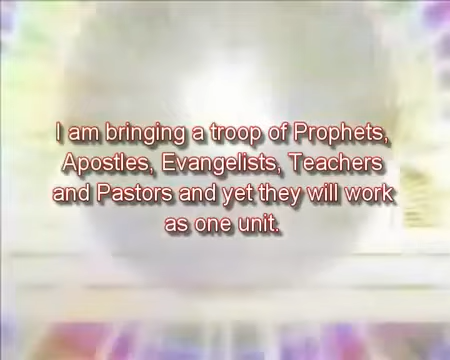 I am bringing a troop of Prophets,
Apostles, Evangelists, Teachers
and Pastors and yet they will work
as one unit.